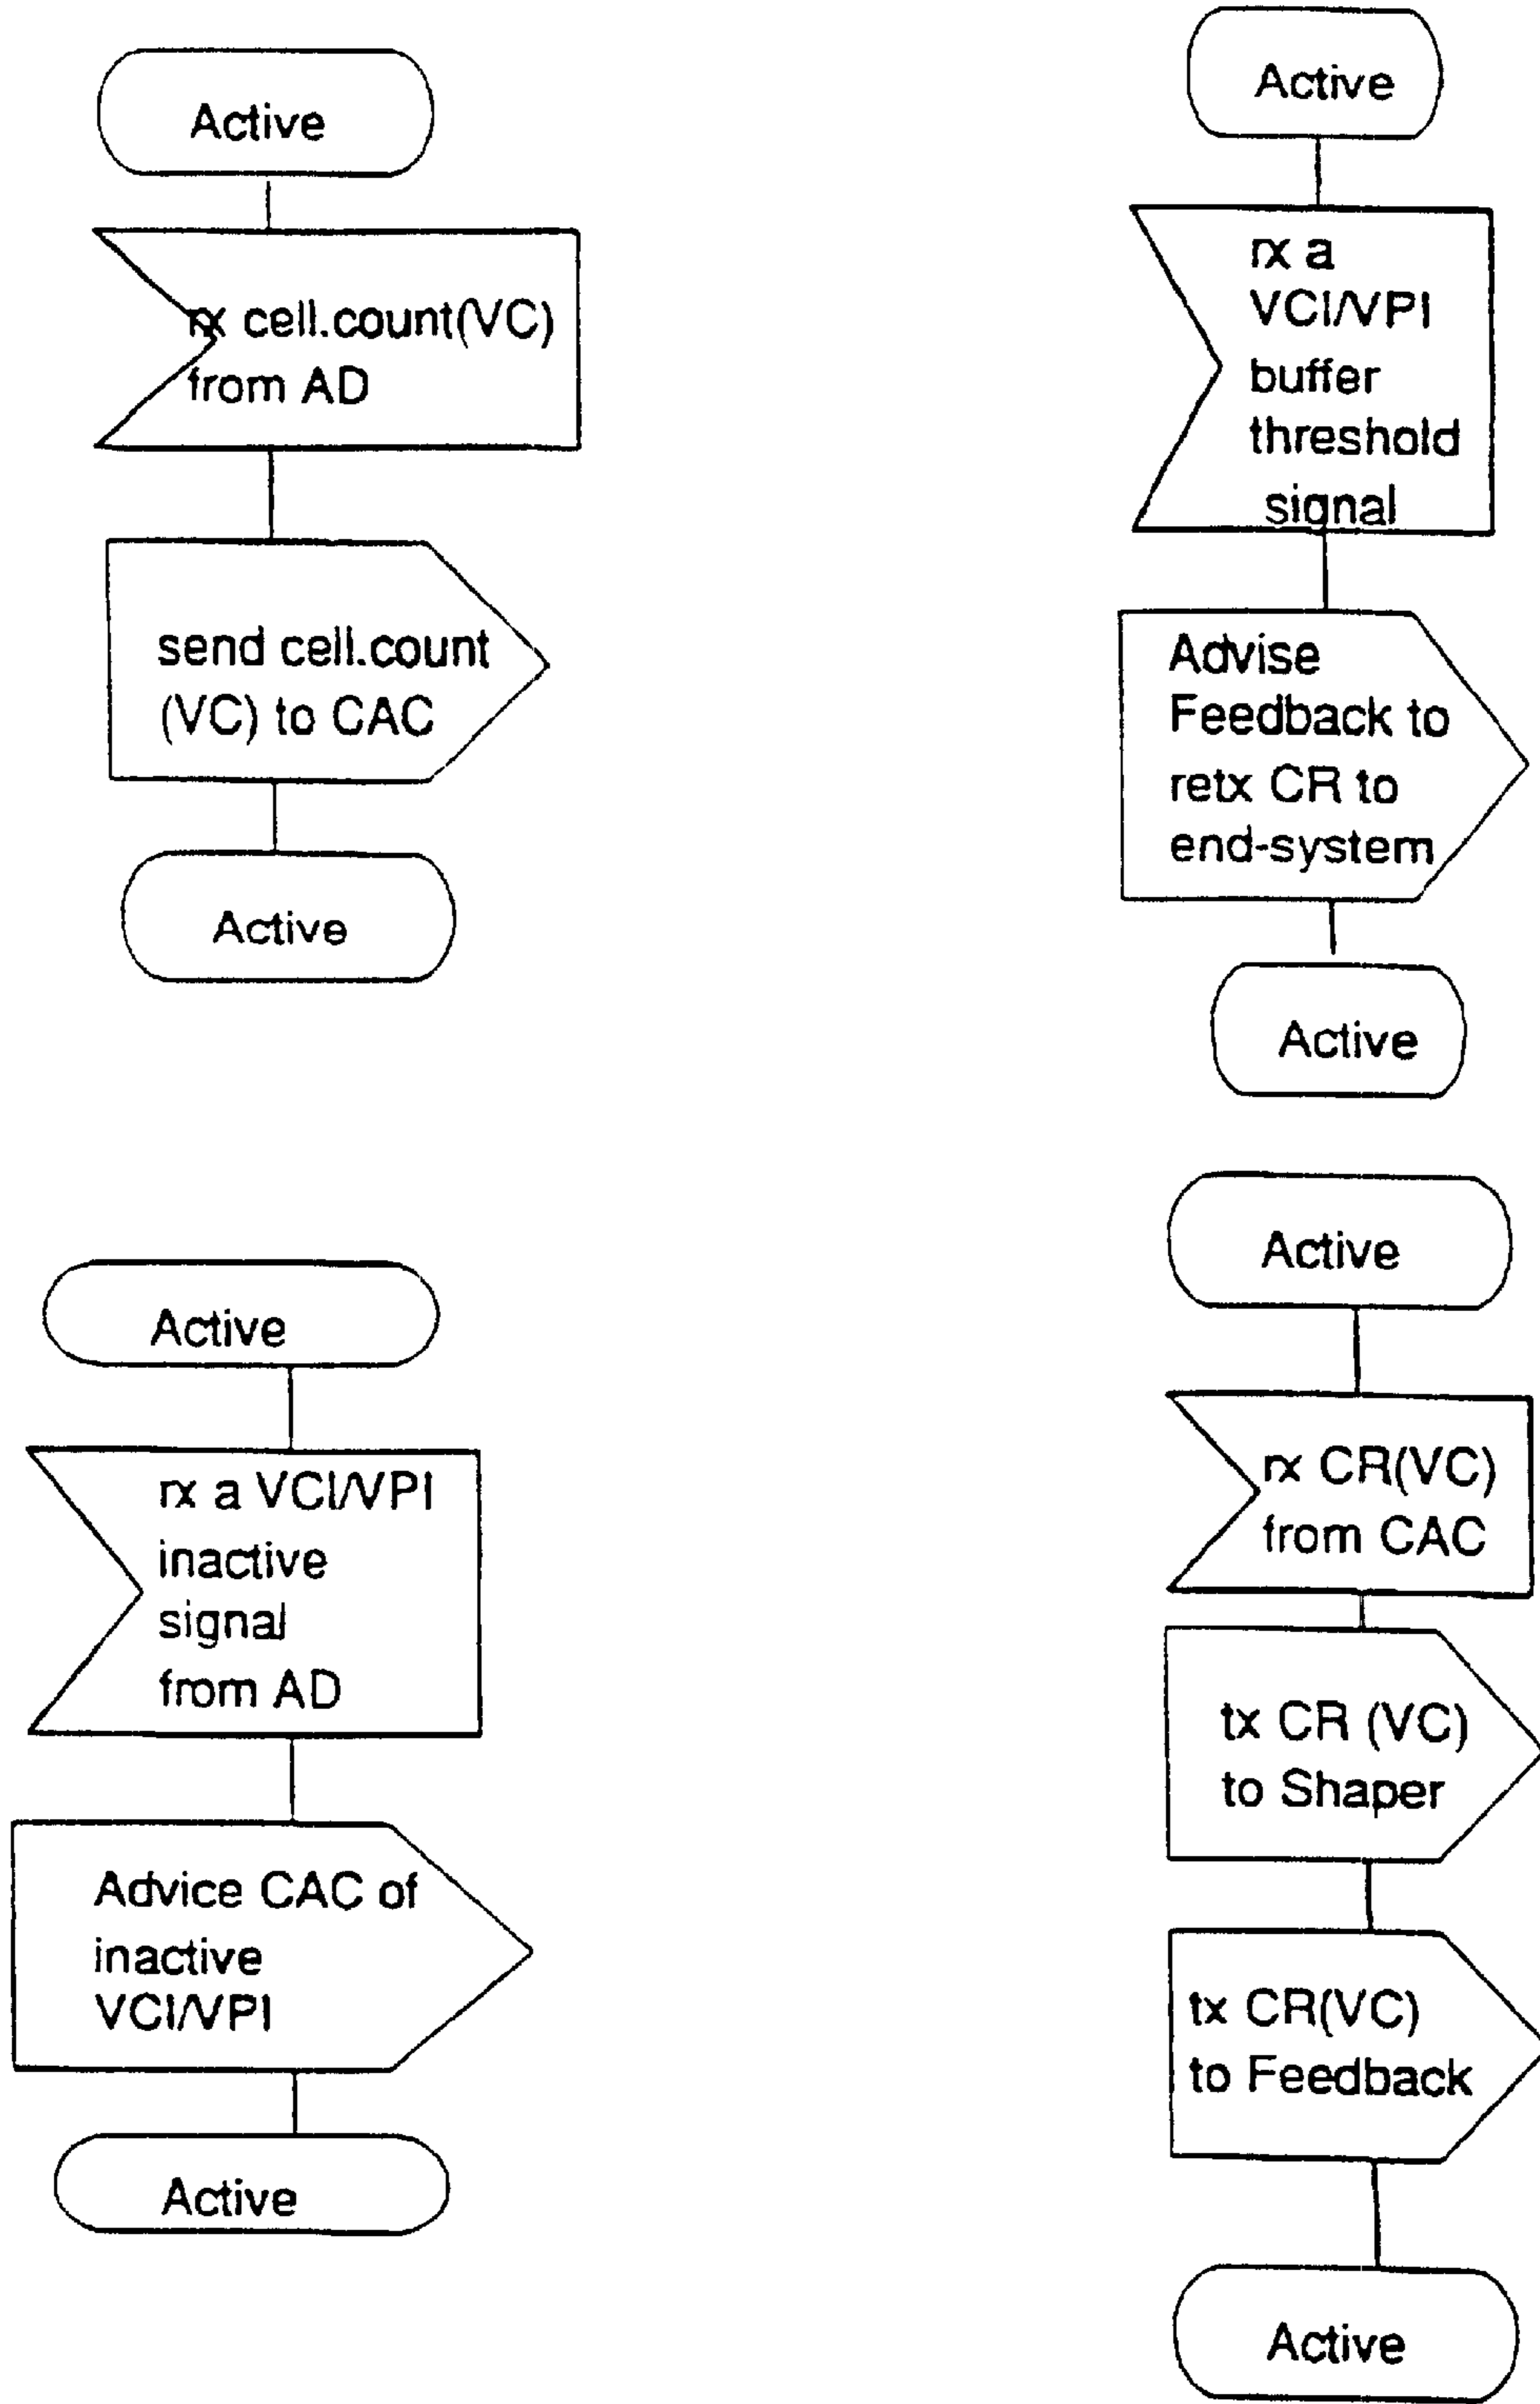 Active
rx cell.count(VC)
from AD
send cell.count
(VC) to CAC
Active
Active
rx a
VCI/VPI
buffer
threshold
signal
Advise
Feedback to
retx CR to
end-system
Active
Active
rx a VCI/VPI
inactive
signal
from AD
Advice CAC of
inactive
VCI/VPI
Active
Active
rx CR(VC)
from CAC
tx CR (VC)
to Shaper
tx CR(VC)
to Feedback
Active